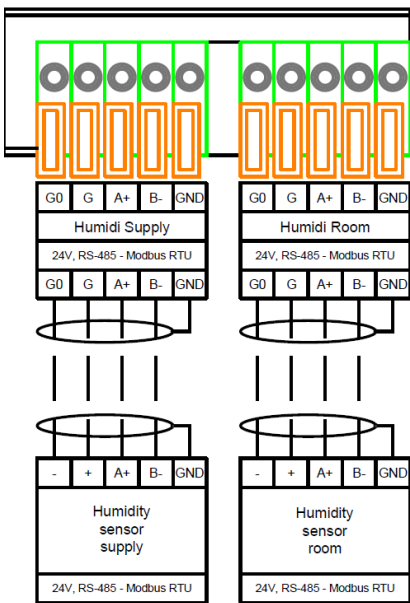 G0 G A+ B- GND
Humidi Supply
24V, RS-485 - Modbus RTU
G0 G A+ B- GND
- + A+ B- GND
Humidity
sensor
supply
24V, RS-485 - Modbus RTU
G0 G A+ B- GND
Humidi Room
24V, RS-485 - Modbus RTU
G0 G A+ B- GND
- + A+ B- GND
Humidity
sensor
room
24V, RS-485 - Modbus RTU